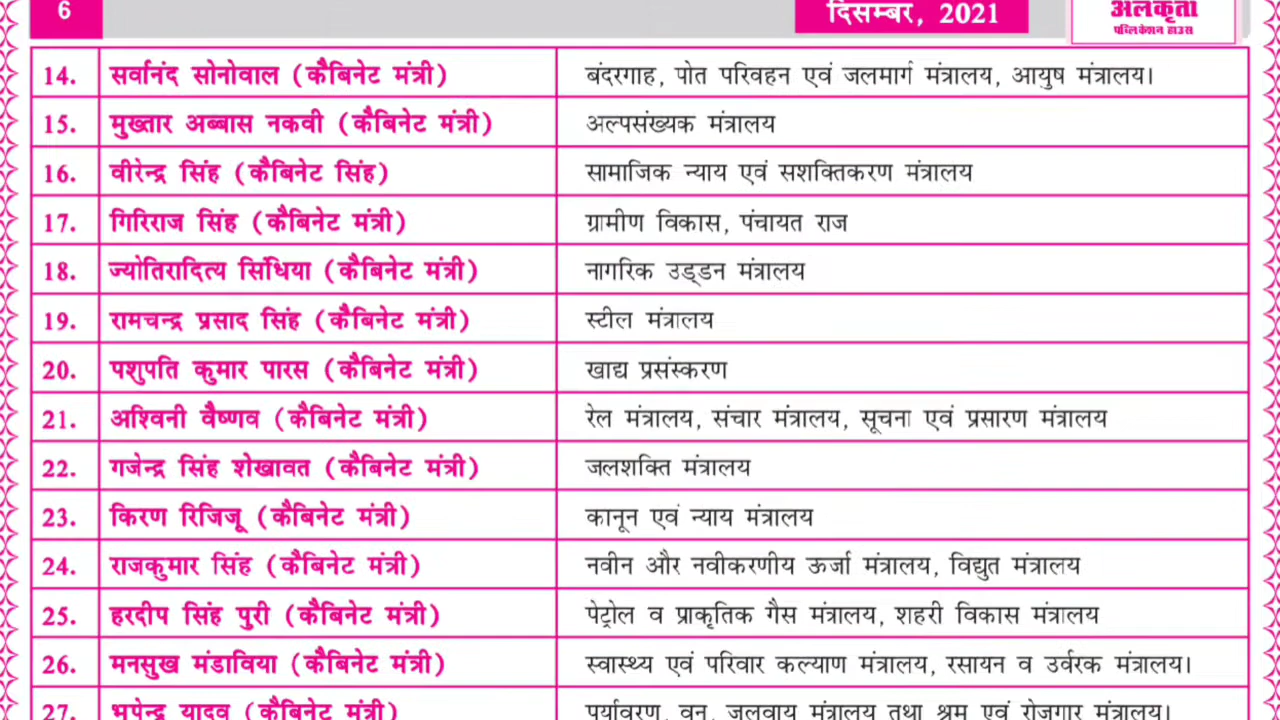 6
दिसम्बर, 2021
अलंकृता
पब्लिकेशन हाउस
14. सर्वानंद सोनोवाल (कैबिनेट मंत्री) बंदरगाह, पोत परिवहन एवं जलमार्ग मंत्रालय, आयुष मंत्रालय।
15. मुख्तार अब्बास नकवी (कैबिनेट मंत्री) अल्पसंख्यक मंत्रालय
16. वीरेन्द्र सिंह (कैबिनेट सिंह) सामाजिक न्याय एवं सशक्तिकरण मंत्रालय
17. गिरिराज सिंह (कैबिनेट मंत्री) ग्रामीण विकास, पंचायत राज
18. ज्योतिरादित्य सिंधिया (कैबिनेट मंत्री) नागरिक उड्डन मंत्रालय
19. रामचन्द्र प्रसाद सिंह (कैबिनेट मंत्री) स्टील मंत्रालय
20. पशुपति कुमार पारस (कैबिनेट मंत्री) खाद्य प्रसंस्करण
21. अश्विनी वैष्णव (कैबिनेट मंत्री) रेल मंत्रालय, संचार मंत्रालय, सूचना एवं प्रसारण मंत्रालय
22. गजेन्द्र सिंह शेखावत (कैबिनेट मंत्री) जलशक्ति मंत्रालय
23. किरण रिजिजू (कैबिनेट मंत्री) कानून एवं न्याय मंत्रालय
24. राजकुमार सिंह (कैबिनेट मंत्री) नवीन और नवीकरणीय ऊर्जा मंत्रालय, विद्युत मंत्रालय
25. हरदीप सिंह पुरी (कैबिनेट मंत्री) पेट्रोल व प्राकृतिक गैस मंत्रालय, शहरी विकास मंत्रालय
26. मनसुख मंडाविया (कैबिनेट मंत्री) स्वास्थ्य एवं परिवार कल्याण मंत्रालय, रसायन व उर्वरक मंत्रालय।
27. भूपेन्द्र यादव (कैबिनेट मंत्री) पर्यावरण, वन, जलवायु मंत्रालय तथा श्रम एवं रोजगार मंत्रालय।